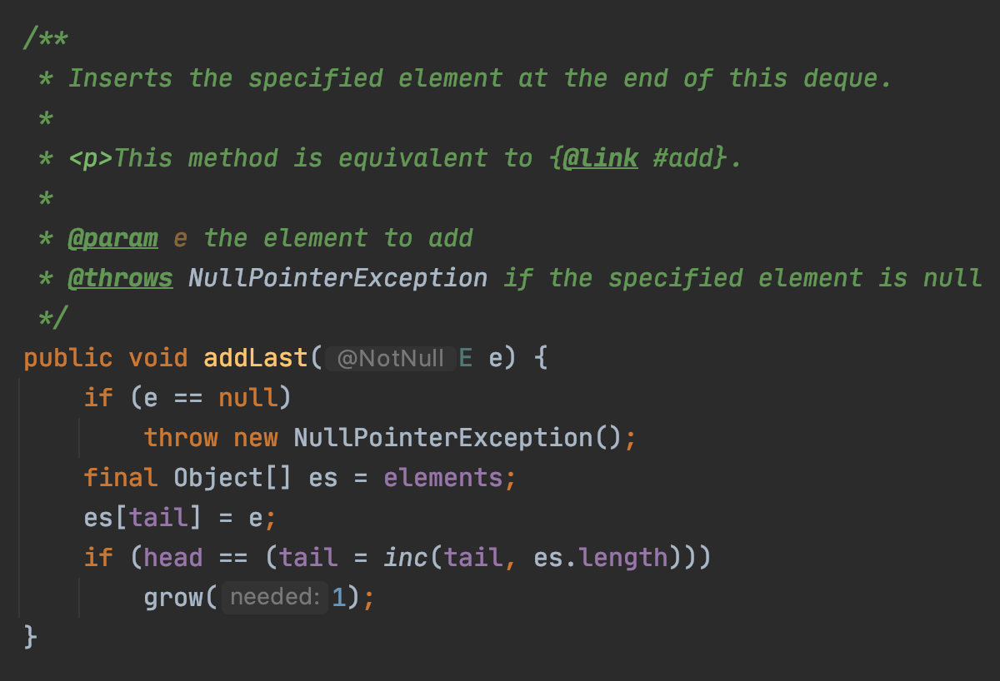 /**
 * Inserts the specified element at the end of this deque.
 *
 * <p>This method is equivalent to {@link #add}.
 *
 * @param e the element to add
 * @throws NullPointerException if the specified element is null
 */
public void addLast( @NotNull E e) {
    if (e == null)
        throw new NullPointerException();
    final Object[] es = elements;
    es[tail] = e;
    if (head == (tail = inc(tail, es.length)))
        grow( needed: 1);
}